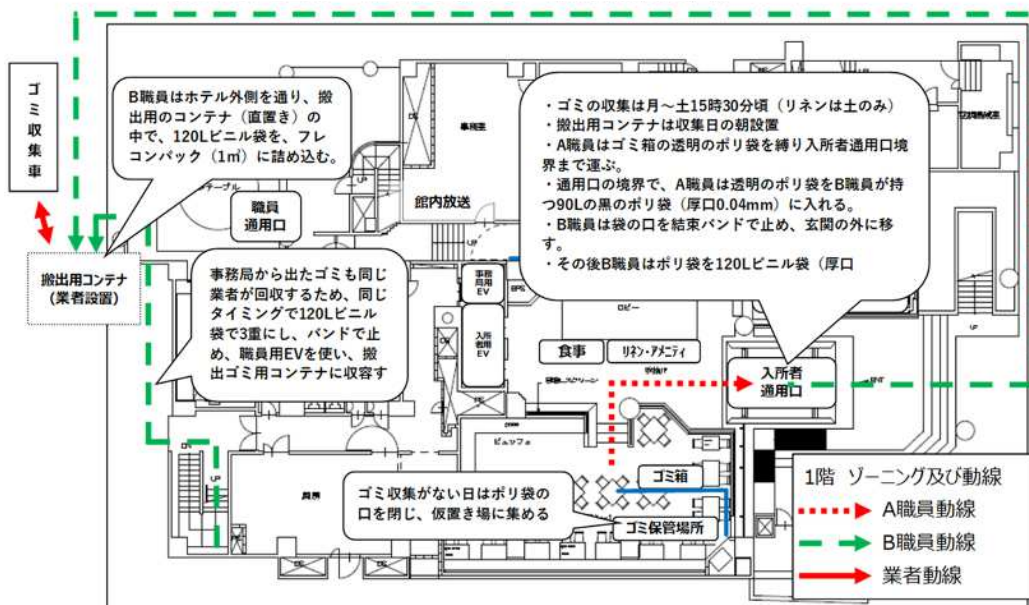 ゴミ収集車
B職員はホテル外側を通り、搬
出用のコンテナ（直置き）の
中で、120Lビニル袋を、フレ
コンパック（1㎥）に詰め込む。
・ゴミの収集は月～土15時30分頃（リネンは土のみ）
・搬出用コンテナは収集日の朝設置
・A職員はゴミ箱の透明のポリ袋を縛り入所者通用口境
界まで運ぶ。
・通用口の境界で、A職員は透明のポリ袋をB職員が持
つ90Lの黒のポリ袋（厚口0.04mm）に入れる。
・B職員は袋の口を結束バンドで止め、玄関の外に移
す。
・その後B職員はポリ袋を120Lビニル袋（厚口
事務室
テーブル
職員
通用口
館内放送
UP
搬出用コンテナ
（業者設置）
事務局から出たゴミも同じ
業者が回収するため、同じ
タイミングで120Lビニル
袋で3重にし、バンドで止
め、職員用EVを使い、搬
出ゴミ用コンテナに収容す
事務
局用
EV
入所
者用
EV
EPS
ロビー
食事
リネン・アメニティ
入所者
通用口
UP
ビュッフェ
ゴミ箱
厨房
UP
ゴミ収集がない日はポリ袋の
口を閉じ、仮置き場に集める
ゴミ保管場所
1階 ゾーニング及び動線
A職員動線
B職員動線
業者動線